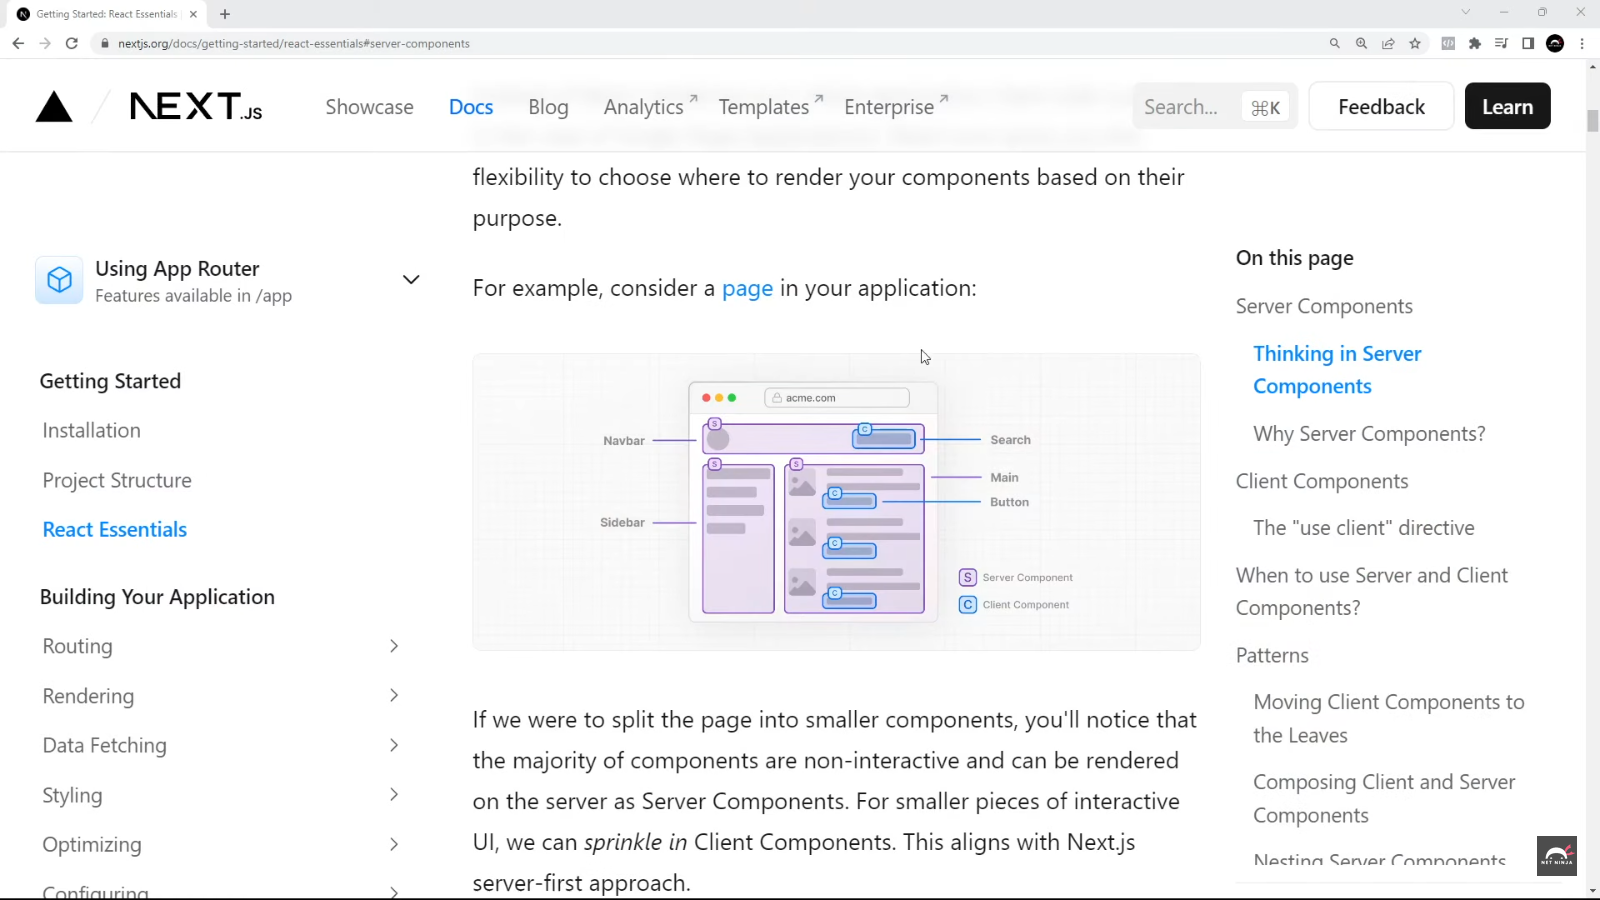 Getting Started: React Essentials
nextjs.org/docs/getting-started/react-essentials#server-components
NEXT.JS
Showcase
Docs
Blog
Analytics
Templates
Enterprise
Search...
⌘K
Feedback
Learn
Using App Router
Features available in /app
Getting Started
Installation
Project Structure
React Essentials
Building Your Application
Routing
Rendering
Data Fetching
Styling
Optimizing
Configuring
flexibility to choose where to render your components based on their
purpose.
For example, consider a page in your application:
acme.com
S
C
Navbar
Search
S
S
Main
C
Button
Sidebar
C
S Server Component
C
C Client Component
If we were to split the page into smaller components, you'll notice that
the majority of components are non-interactive and can be rendered
on the server as Server Components. For smaller pieces of interactive
UI, we can sprinkle in Client Components. This aligns with Next.js
server-first approach.
On this page
Server Components
Thinking in Server
Components
Why Server Components?
Client Components
The "use client" directive
When to use Server and Client
Components?
Patterns
Moving Client Components to
the Leaves
Composing Client and Server
Components
Nesting Server Components
NET NINJA